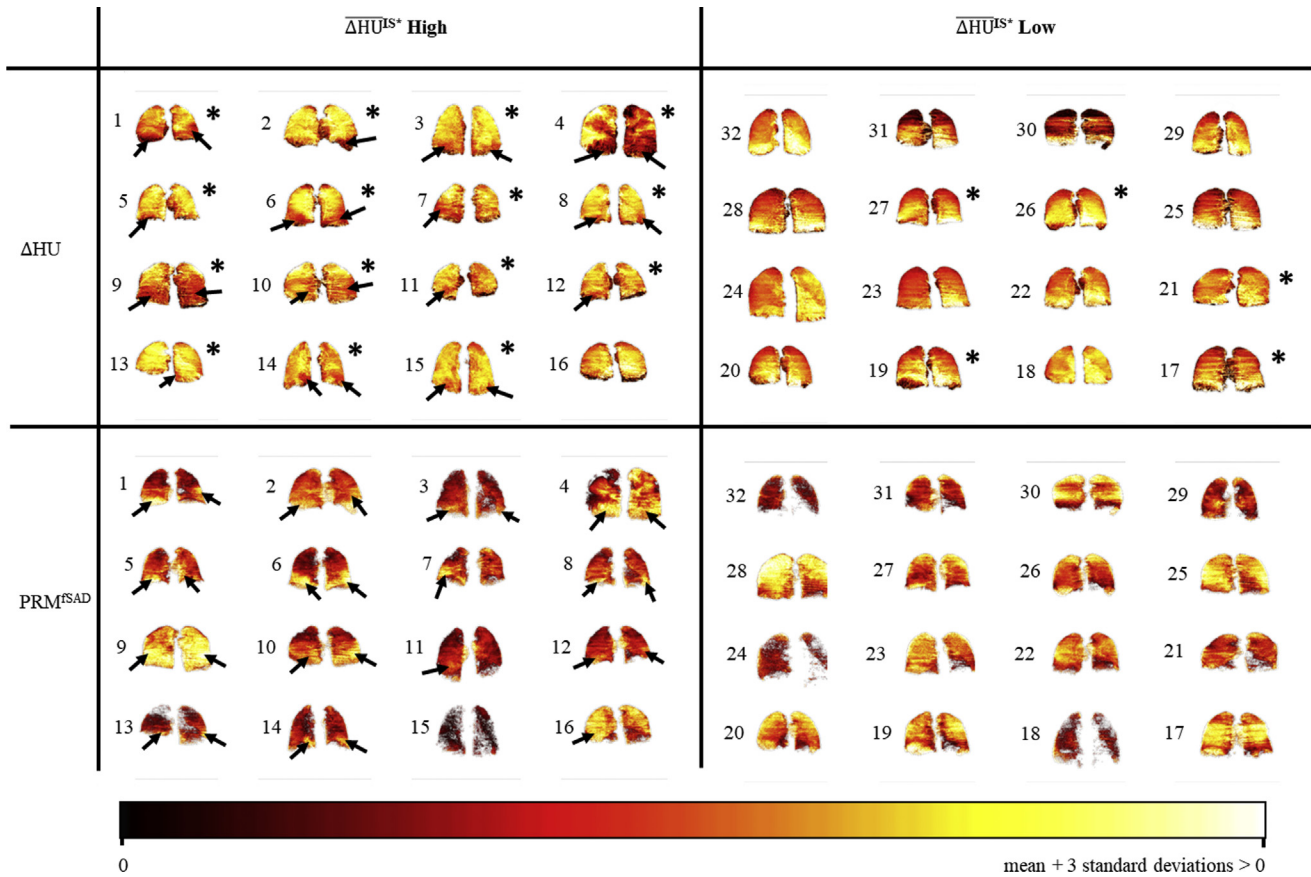 ΔHU^IS* High ΔHU^IS* Low
ΔHU
1 * 2 * 3 * 4 * 32 31 30 29
5 * 6 * 7 * 8 * 28 27 * 26 * 25
9 * 10 * 11 * 12 * 24 23 22 21 *
13 * 14 * 15 * 16 20 19 * 18 17 *
PRM^fSAD
1 2 3 4 32 31 30 29
5 6 7 8 28 27 26 25
9 10 11 12 24 23 22 21
13 14 15 16 20 19 18 17
0 mean + 3 standard deviations > 0